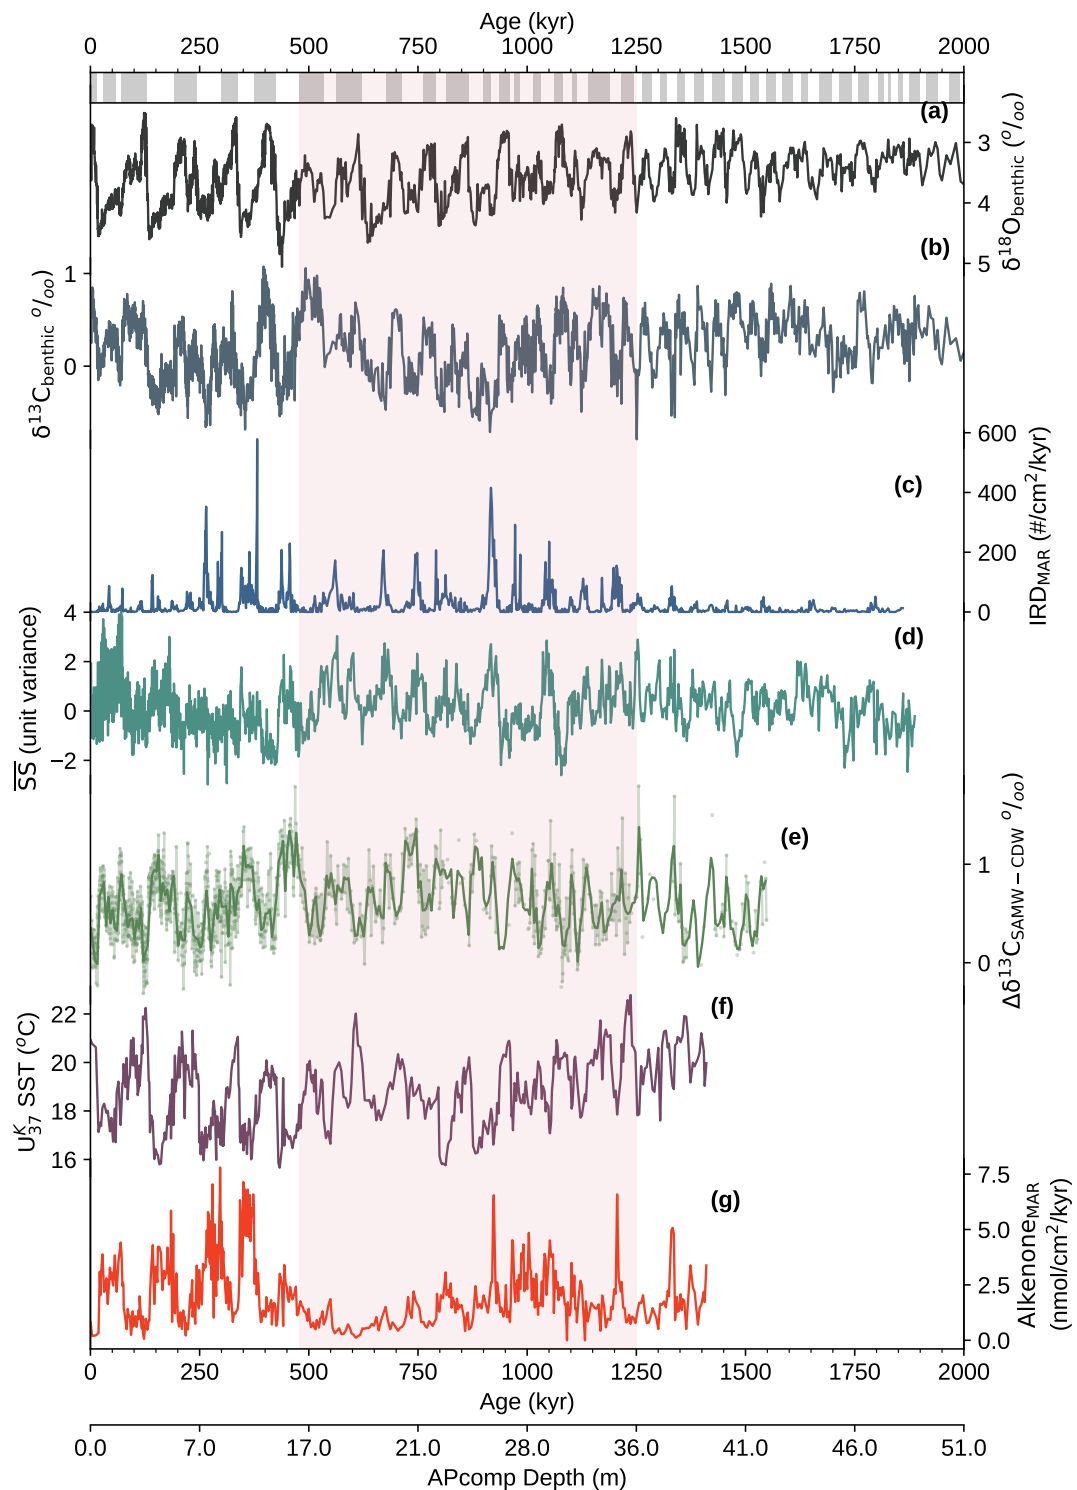 Age (kyr)
0 250 500 750 1000 1250 1500 1750 2000
(a)
3
4
5
δ¹⁸Obenthic (o/oo)
(b)
1
0
δ¹³Cbenthic o/oo
600
400
200
0
IRDMAR (#/cm²/kyr)
(c)
4
2
0
−2
SS (unit variance)
(d)
1
0
Δδ¹³CSAMW−CDW o/oo
(e)
22
20
18
16
UK37 SST (oC)
(f)
7.5
5.0
2.5
0.0
AlkenoneMAR
(nmol/cm²/kyr)
(g)
0 250 500 750 1000 1250 1500 1750 2000
Age (kyr)
0.0 7.0 17.0 21.0 28.0 36.0 41.0 46.0 51.0
APcomp Depth (m)